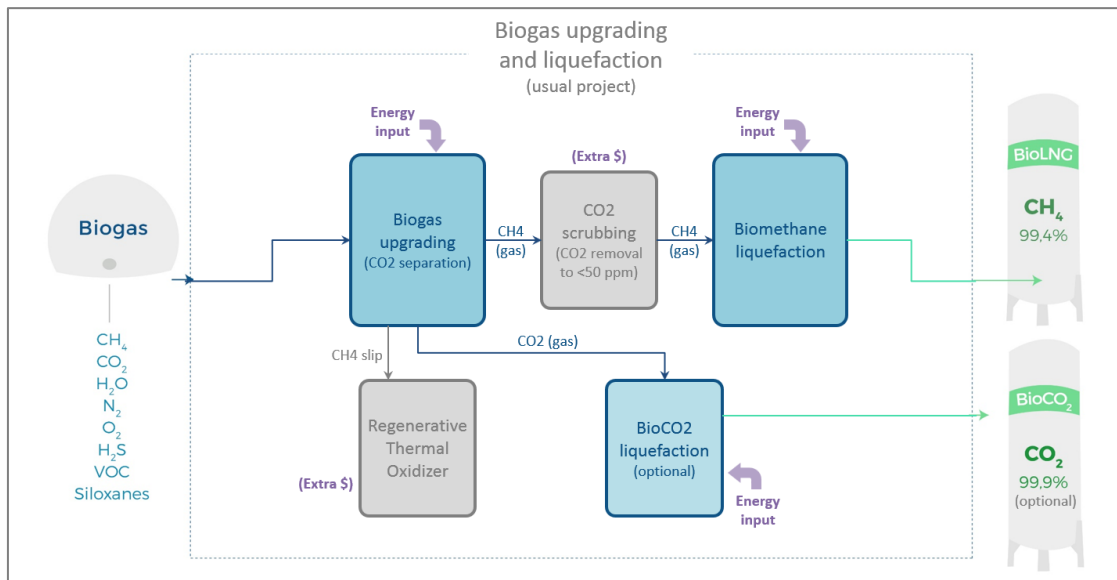 Biogas upgrading
and liquefaction
(usual project)
Energy
input
Energy
input
(Extra $)
Biogas
Biogas
upgrading
(CO2 separation)
CH4
(gas)
CO2
scrubbing
(CO2 removal
to <50 ppm)
CH4
(gas)
Biomethane
liquefaction
BioLNG
CH₄
99,4%
CH₄
CO₂
H₂O
N₂
O₂
H₂S
VOC
Siloxanes
CH4 slip
CO2 (gas)
Regenerative
Thermal
Oxidizer
(Extra $)
BioCO2
liquefaction
(optional)
Energy
input
BioCO₂
CO₂
99,9%
(optional)